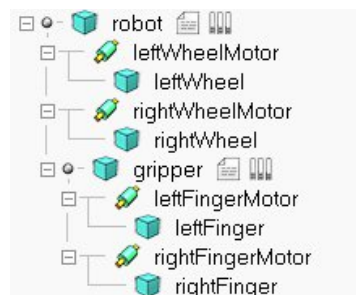 robot
leftWheelMotor
leftWheel
rightWheelMotor
rightWheel
gripper
leftFingerMotor
leftFinger
rightFingerMotor
rightFinger